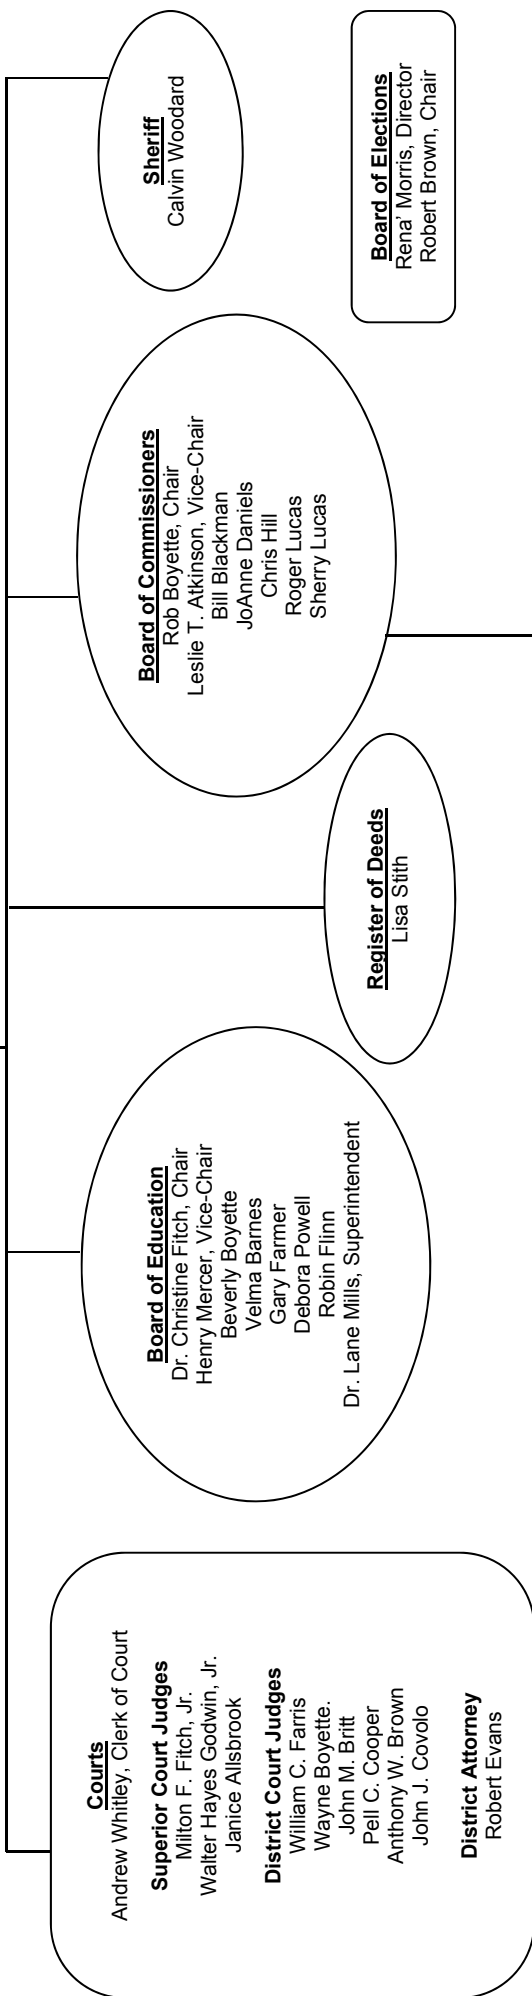 Courts
Andrew Whitley, Clerk of Court
Superior Court Judges
Milton F. Fitch, Jr.
Walter Hayes Godwin, Jr.
Janice Allsbrook
District Court Judges
William C. Farris
Wayne Boyette.
John M. Britt
Pell C. Cooper
Anthony W. Brown
John J. Covolo
District Attorney
Robert Evans
Board of Education
Dr. Christine Fitch, Chair
Henry Mercer, Vice-Chair
Beverly Boyette
Velma Barnes
Gary Farmer
Debora Powell
Robin Flinn
Dr. Lane Mills, Superintendent
Register of Deeds
Lisa Stith
Board of Commissioners
Rob Boyette, Chair
Leslie T. Atkinson, Vice-Chair
Bill Blackman
JoAnne Daniels
Chris Hill
Roger Lucas
Sherry Lucas
Sheriff
Calvin Woodard
Board of Elections
Rena' Morris, Director
Robert Brown, Chair